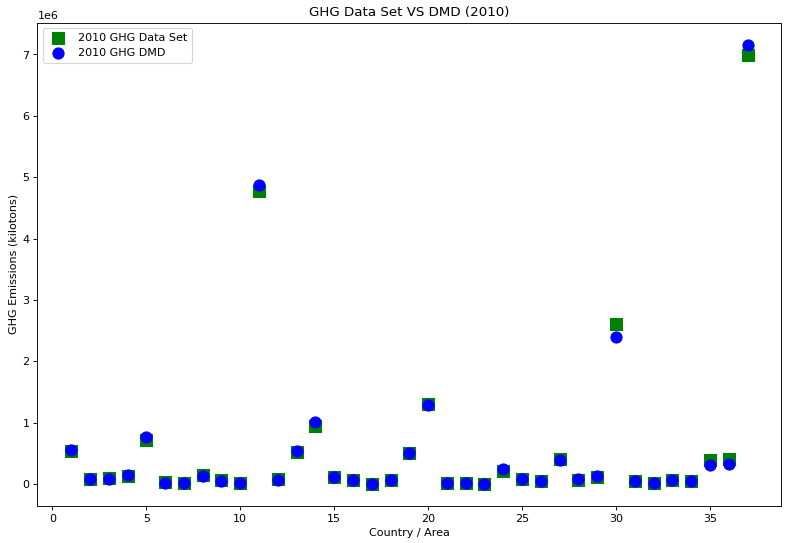 GHG Data Set VS DMD (2010)
1e6
2010 GHG Data Set
2010 GHG DMD
7
6
5
4
3
2
1
0
GHG Emissions (kilotons)
0 5 10 15 20 25 30 35
Country / Area